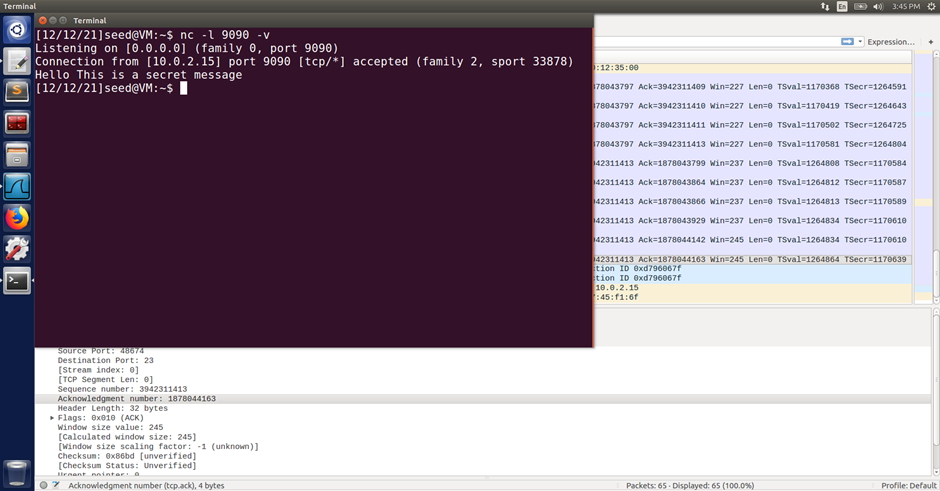 Terminal
En
3:45 PM
Terminal
[12/12/21]seed@VM:~$ nc -l 9090 -v
Listening on [0.0.0.0] (family 0, port 9090)
Connection from [10.0.2.15] port 9090 [tcp/*] accepted (family 2, sport 33878)
Hello This is a secret message
[12/12/21]seed@VM:~$
Expression…
+
:12:35:00
378043797 Ack=3942311409 Win=227 Len=0 TSval=1170368 TSecr=1264591
378043797 Ack=3942311410 Win=227 Len=0 TSval=1170419 TSecr=1264643
378043797 Ack=3942311411 Win=227 Len=0 TSval=1170502 TSecr=1264725
378043797 Ack=3942311413 Win=227 Len=0 TSval=1170581 TSecr=1264804
942311413 Ack=1878043799 Win=237 Len=0 TSval=1264808 TSecr=1170584
942311413 Ack=1878043864 Win=237 Len=0 TSval=1264812 TSecr=1170587
942311413 Ack=1878043866 Win=237 Len=0 TSval=1264813 TSecr=1170589
942311413 Ack=1878043929 Win=237 Len=0 TSval=1264834 TSecr=1170610
942311413 Ack=1878044142 Win=245 Len=0 TSval=1264834 TSecr=1170610
942311413 Ack=1878044163 Win=245 Len=0 TSval=1264864 TSecr=1170639
ction ID 0xd796067f
ction ID 0xd796067f
10.0.2.15
:45:f1:6f
Source Port: 48674
Destination Port: 23
[Stream index: 0]
[TCP Segment Len: 0]
Sequence number: 3942311413
Acknowledgment number: 1878044163
Header Length: 32 bytes
Flags: 0x010 (ACK)
Window size value: 245
[Calculated window size: 245]
[Window size scaling factor: -1 (unknown)]
Checksum: 0x86bd [unverified]
[Checksum Status: Unverified]
Urgent pointer: 0
Acknowledgment number (tcp.ack), 4 bytes
Packets: 65 · Displayed: 65 (100.0%)
Profile: Default